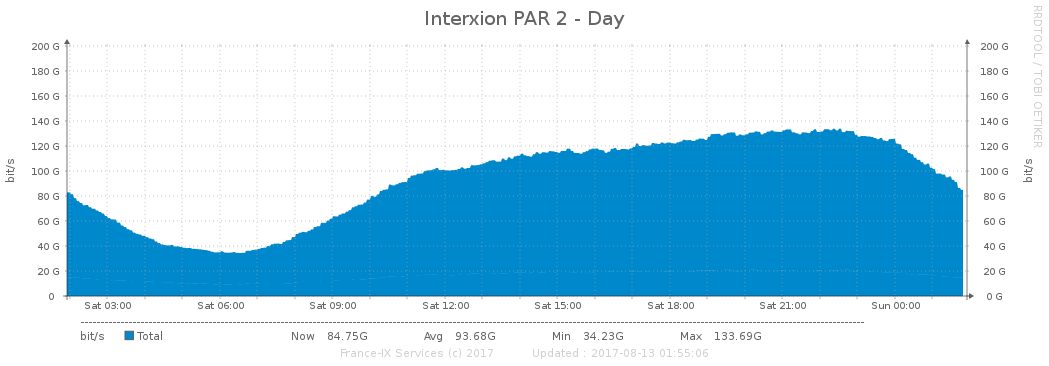 Interxion PAR 2 - Day
RRDTOOL / TOBI OETIKER
bit/s
200 G 200 G
180 G 180 G
160 G 160 G
140 G 140 G
120 G 120 G
100 G 100 G
80 G 80 G
60 G 60 G
40 G 40 G
20 G 20 G
0 0 G
bit/s
Sat 03:00 Sat 06:00 Sat 09:00 Sat 12:00 Sat 15:00 Sat 18:00 Sat 21:00 Sun 00:00
bit/s Total Now 84.75G Avg 93.68G Min 34.23G Max 133.69G
France-IX Services (c) 2017 Updated : 2017-08-13 01:55:06